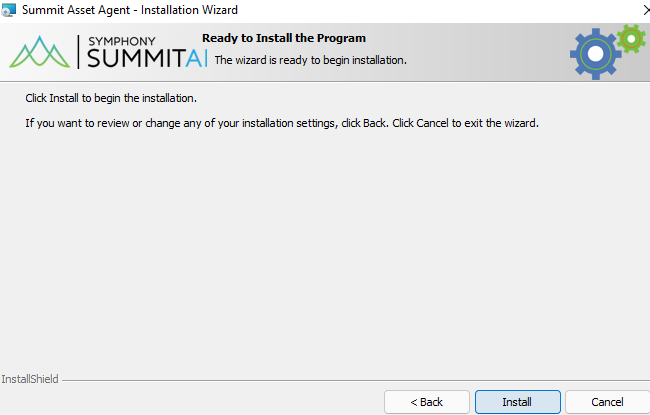 Summit Asset Agent - Installation Wizard
SYMPHONY
SUMMITAI
Ready to Install the Program
The wizard is ready to begin installation.
Click Install to begin the installation.
If you want to review or change any of your installation settings, click Back. Click Cancel to exit the wizard.
InstallShield
< Back
Install
Cancel